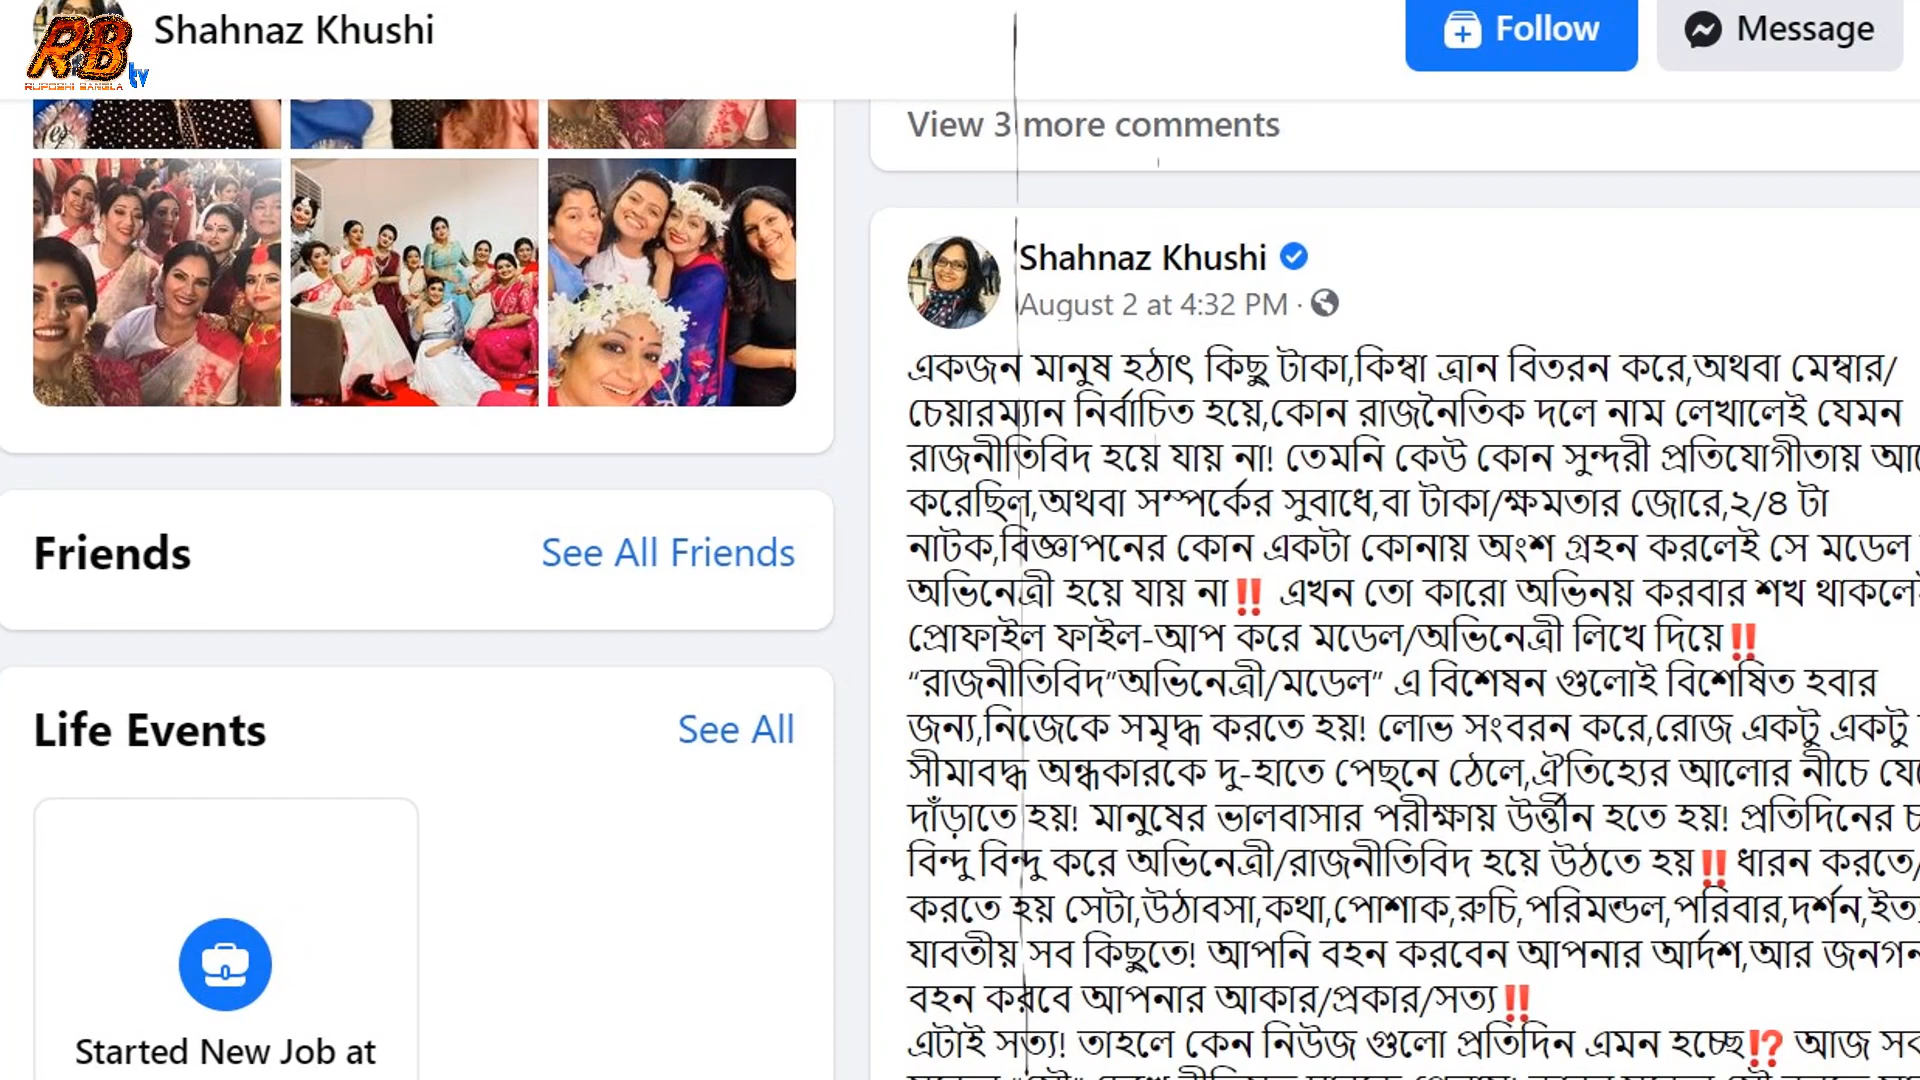 Shahnaz Khushi
Follow
Message
RB tv
RUPOSHI BANGLA
View 3 more comments
Shahnaz Khushi
August 2 at 4:32 PM ·
একজন মানুষ হঠাৎ কিছু টাকা,কিম্বা ত্রান বিতরন করে,অথবা মেম্বার/
চেয়ারম্যান নির্বাচিত হয়ে,কোন রাজনৈতিক দলে নাম লেখালেই যেমন
রাজনীতিবিদ হয়ে যায় না! তেমনি কেউ কোন সুন্দরী প্রতিযোগীতায়
করেছিল,অথবা সম্পর্কের সুবাধে,বা টাকা/ক্ষমতার জোরে,২/৪ টা
নাটক,বিজ্ঞাপনের কোন একটা কোনায় অংশ গ্রহন করলেই সে মডেল
অভিনেত্রী হয়ে যায় না‼️ এখন তো কারো অভিনয় করবার শখ
প্রোফাইল ফাইল-আপ করে মডেল/অভিনেত্রী লিখে দিয়ে‼️
“রাজনীতিবিদ”অভিনেত্রী/মডেল” এ বিশেষন গুলোই বিশেষিত হবার
জন্য,নিজেকে সমৃদ্ধ করতে হয়! লোভ সংবরন করে,রোজ একটু একটু
সীমাবদ্ধ অন্ধকারকে দু-হাতে পেছনে ঠেলে,ঐতিহ্যের আলোর নীচে
দাঁড়াতে হয়! মানুষের ভালবাসার পরীক্ষায় উর্ত্তীন হতে হয়! প্রতিদিনের
বিন্দু বিন্দু করে অভিনেত্রী/রাজনীতিবিদ হয়ে উঠতে হয়‼️ ধারন করতে/
করতে হয় সেটা,উঠাবসা,কথা,পোশাক,রুচি,পরিমন্ডল,পরিবার,দর্শন,
যাবতীয় সব কিছুতে! আপনি বহন করবেন আপনার আর্দশ,আর জনগন
বহন করবে আপনার আকার/প্রকার/সত্য‼️
এটাই সত্য! তাহলে কেন নিউজ গুলো প্রতিদিন এমন হচ্ছে⁉️ আজ
Friends
See All Friends
Life Events
See All
Started New Job at